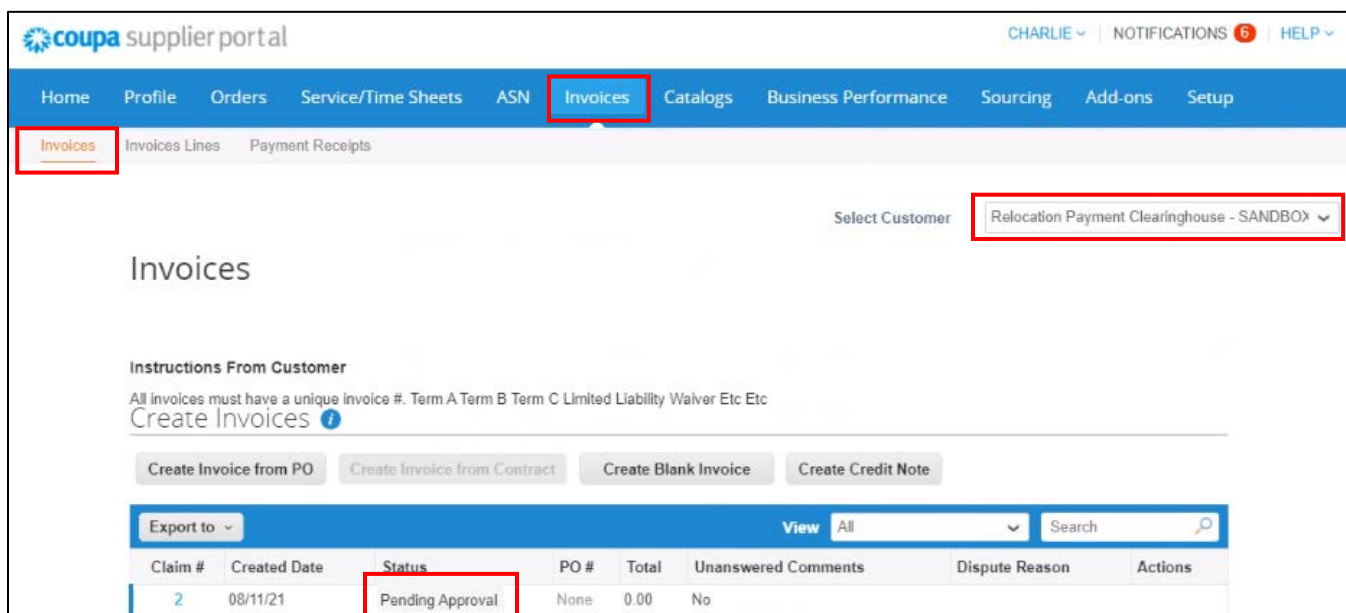 coupa supplier portal CHARLIE NOTIFICATIONS 6 HELP
Home Profile Orders Service/Time Sheets ASN Invoices Catalogs Business Performance Sourcing Add-ons Setup
Invoices Invoices Lines Payment Receipts
Select Customer Relocation Payment Clearinghouse - SANDBOX
Invoices
Instructions From Customer
All invoices must have a unique invoice #. Term A Term B Term C Limited Liability Waiver Etc Etc
Create Invoices i
Create Invoice from PO Create Invoice from Contract Create Blank Invoice Create Credit Note
Export to View All Search
Claim # Created Date Status PO # Total Unanswered Comments Dispute Reason Actions
2 08/11/21 Pending Approval None 0.00 No